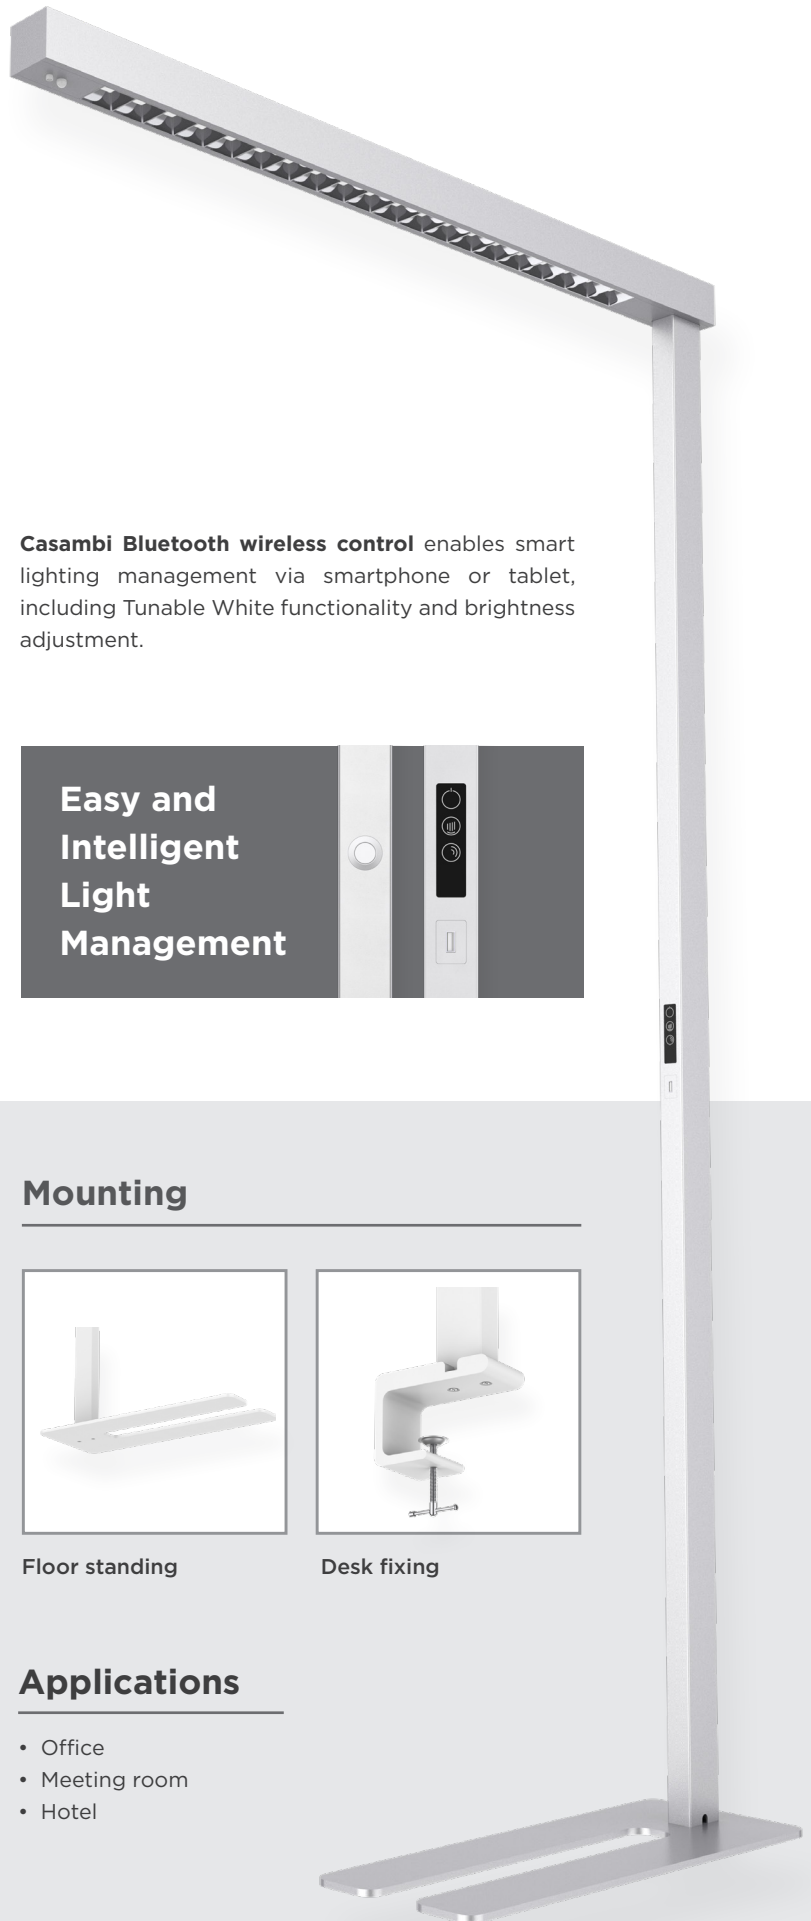 Casambi Bluetooth wireless control enables smart
lighting management via smartphone or tablet,
including Tunable White functionality and brightness
adjustment.
Easy and
Intelligent
Light
Management
Mounting
Floor standing
Desk fixing
Applications
• Office
• Meeting room
• Hotel